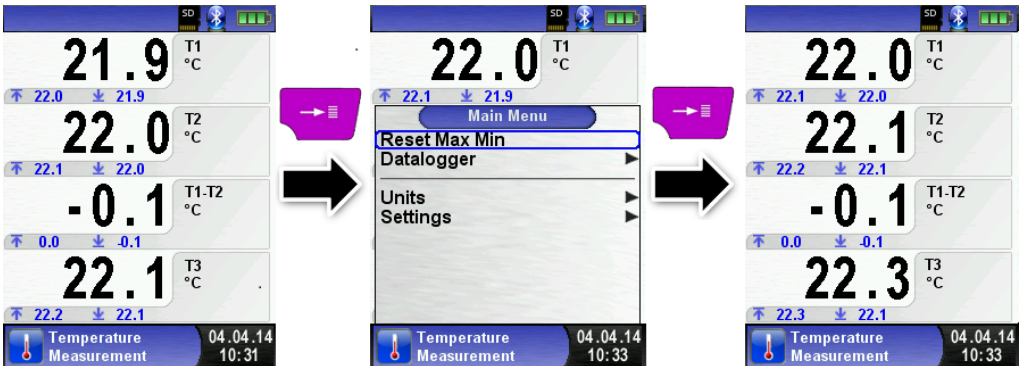 SD
21.9 T1 °C
22.0 21.9
22.0 T2 °C
22.1 22.0
-0.1 T1-T2 °C
0.0 -0.1
22.1 T3 °C
22.2 22.1
Temperature 04.04.14
Measurement 10:31
SD
22.0 T1 °C
22.1 21.9
Main Menu
Reset Max Min
Datalogger
Units
Settings
Temperature 04.04.14
Measurement 10:33
SD
22.0 T1 °C
22.1 22.0
22.1 T2 °C
22.2 22.1
-0.1 T1-T2 °C
0.0 -0.1
22.3 T3 °C
22.3 22.1
Temperature 04.04.14
Measurement 10:33